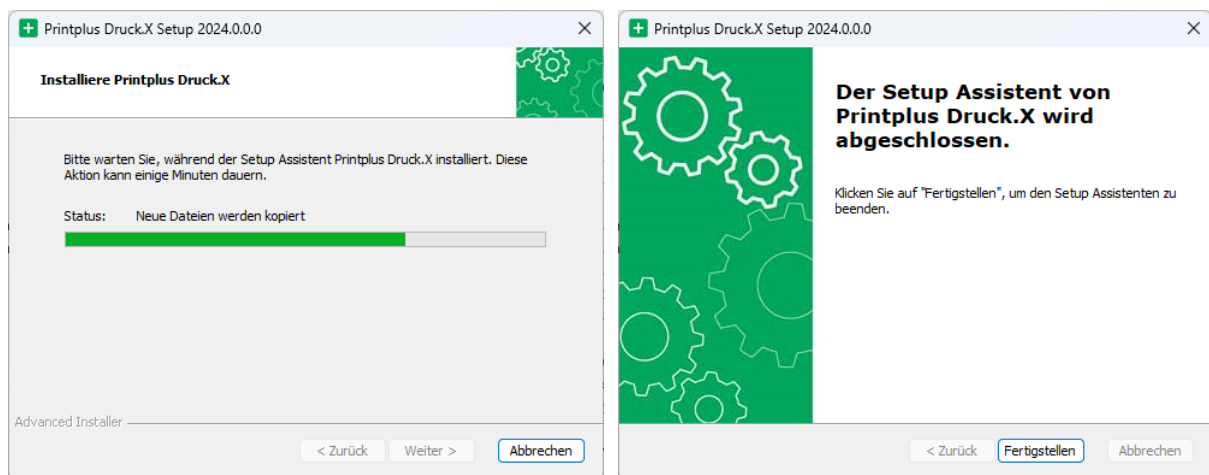 Printplus Druck.X Setup 2024.0.0.0
Installiere Printplus Druck.X
Bitte warten Sie, während der Setup Assistent Printplus Druck.X installiert. Diese
Aktion kann einige Minuten dauern.
Status: Neue Dateien werden kopiert
Advanced Installer
< Zurück Weiter > Abbrechen
Printplus Druck.X Setup 2024.0.0.0
Der Setup Assistent von
Printplus Druck.X wird
abgeschlossen.
Klicken Sie auf "Fertigstellen", um den Setup Assistenten zu
beenden.
< Zurück Fertigstellen Abbrechen